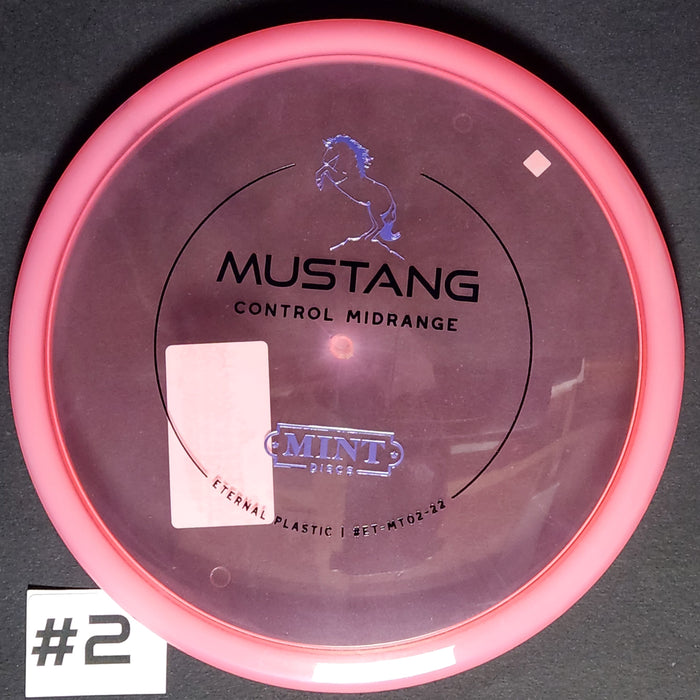 MUSTANG
CONTROL MIDRANGE
MINT
DISCS
ETERNAL PLASTIC | #ET-MT02-22
#2